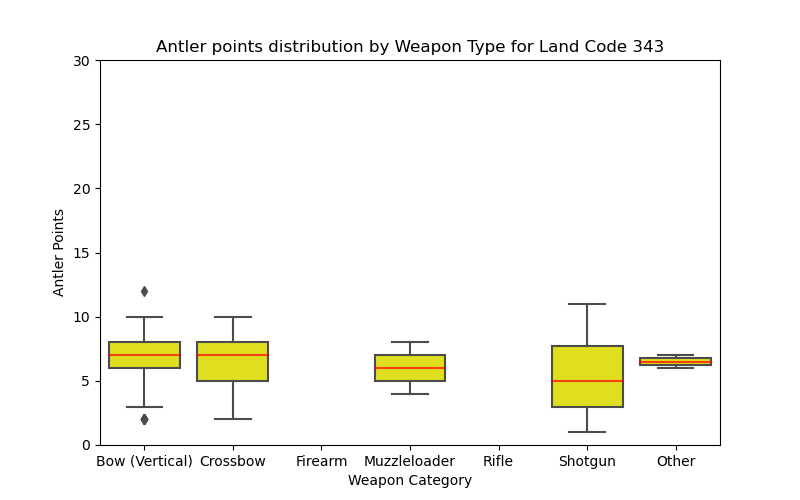 Antler points distribution by Weapon Type for Land Code 343
30
25
20
15
10
5
0
Antler Points
Bow (Vertical) Crossbow Firearm Muzzleloader Rifle Shotgun Other
Weapon Category